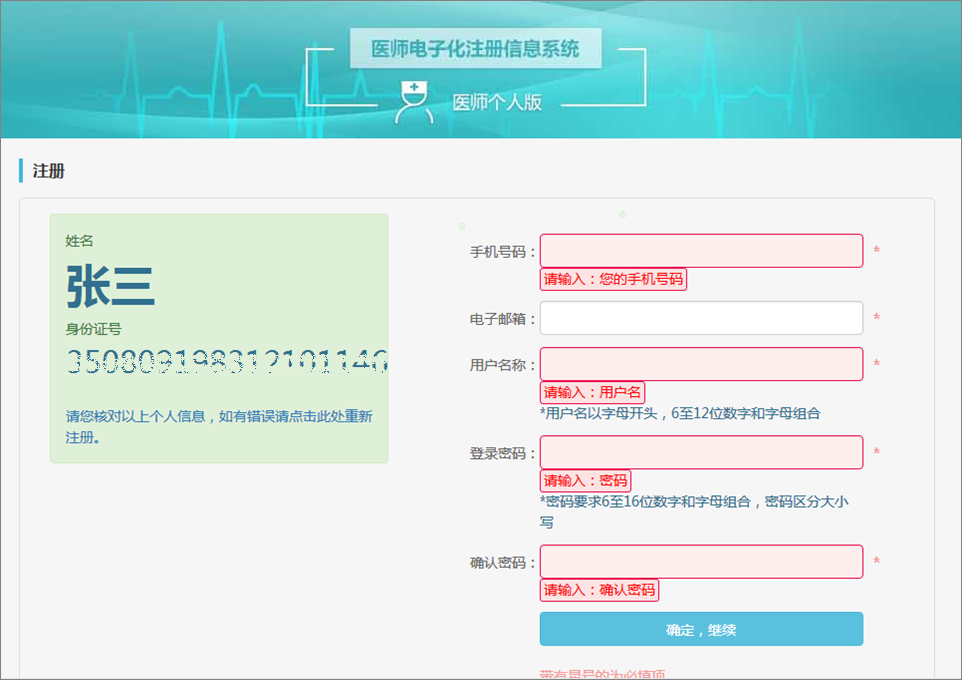 医师电子化注册信息系统
医师个人版
注册
姓名
张三
身份证号
请您核对以上个人信息，如有错误请点击此处重新
注册。
手机号码：
*
请输入：您的手机号码
电子邮箱：
*
用户名称：
*
请输入：用户名
*用户名以字母开头，6至12位数字和字母组合
登录密码：
*
请输入：密码
*密码要求6至16位数字和字母组合，密码区分大小
写
确认密码：
*
请输入：确认密码
确定，继续
带有星号的为必填项